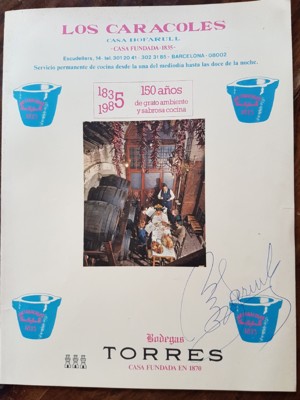 LOS CARACOLES
CASA BOFARULL
-CASA FUNDADA-1835-
Escudellers, 14 - tel. 301 20 41 - 302 31 85 - BARCELONA - 08002
Servicio permanente de cocina desde la una del mediodía hasta las doce de la noche.
1835
1985
150 años
de grato ambiente
y sabrosa cocina
Bodegas
TORRES
CASA FUNDADA EN 1870